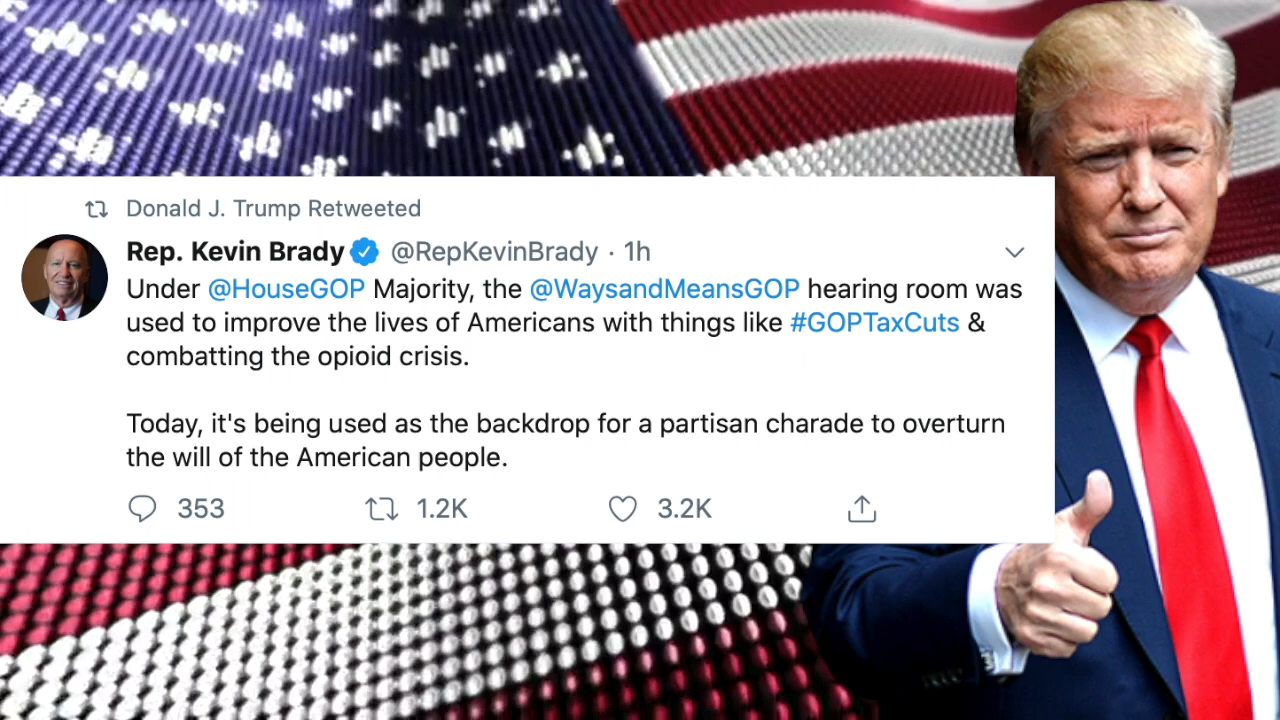 Donald J. Trump Retweeted
Rep. Kevin Brady @RepKevinBrady · 1h
Under @HouseGOP Majority, the @WaysandMeansGOP hearing room was
used to improve the lives of Americans with things like #GOPTaxCuts &
combatting the opioid crisis.
Today, it's being used as the backdrop for a partisan charade to overturn
the will of the American people.
353 1.2K 3.2K